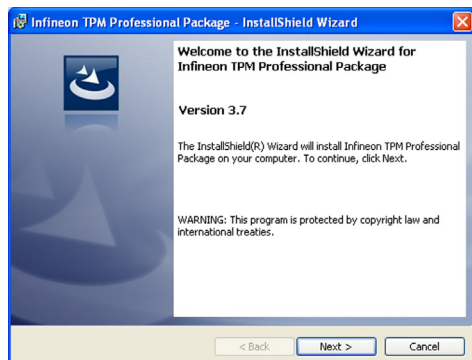 Infineon TPM Professional Package - InstallShield Wizard
Welcome to the InstallShield Wizard for
Infineon TPM Professional Package
Version 3.7
The InstallShield(R) Wizard will install Infineon TPM Professional
Package on your computer. To continue, click Next.
WARNING: This program is protected by copyright law and
international treaties.
< Back Next > Cancel